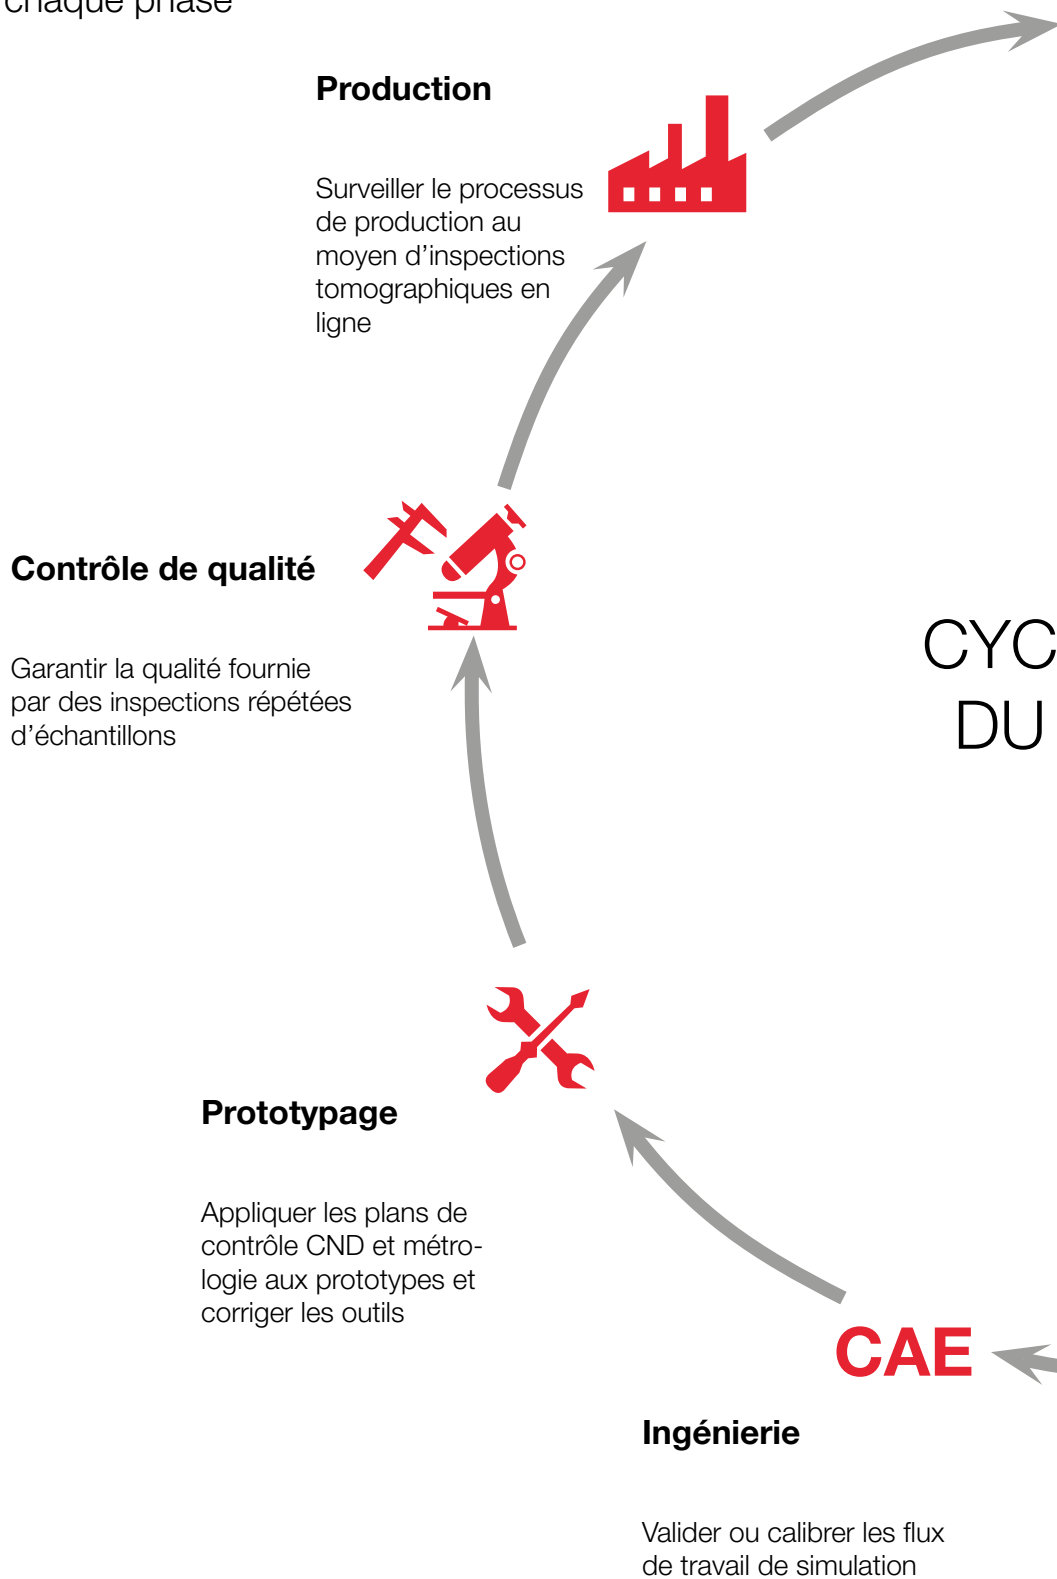 chaque phase
Production
Surveiller le processus
de production au
moyen d’inspections
tomographiques en
ligne
Contrôle de qualité
Garantir la qualité fournie
par des inspections répétées
d’échantillons
CYC
DU
Prototypage
Appliquer les plans de
contrôle CND et métro-
logie aux prototypes et
corriger les outils
CAE
Ingénierie
Valider ou calibrer les flux
de travail de simulation